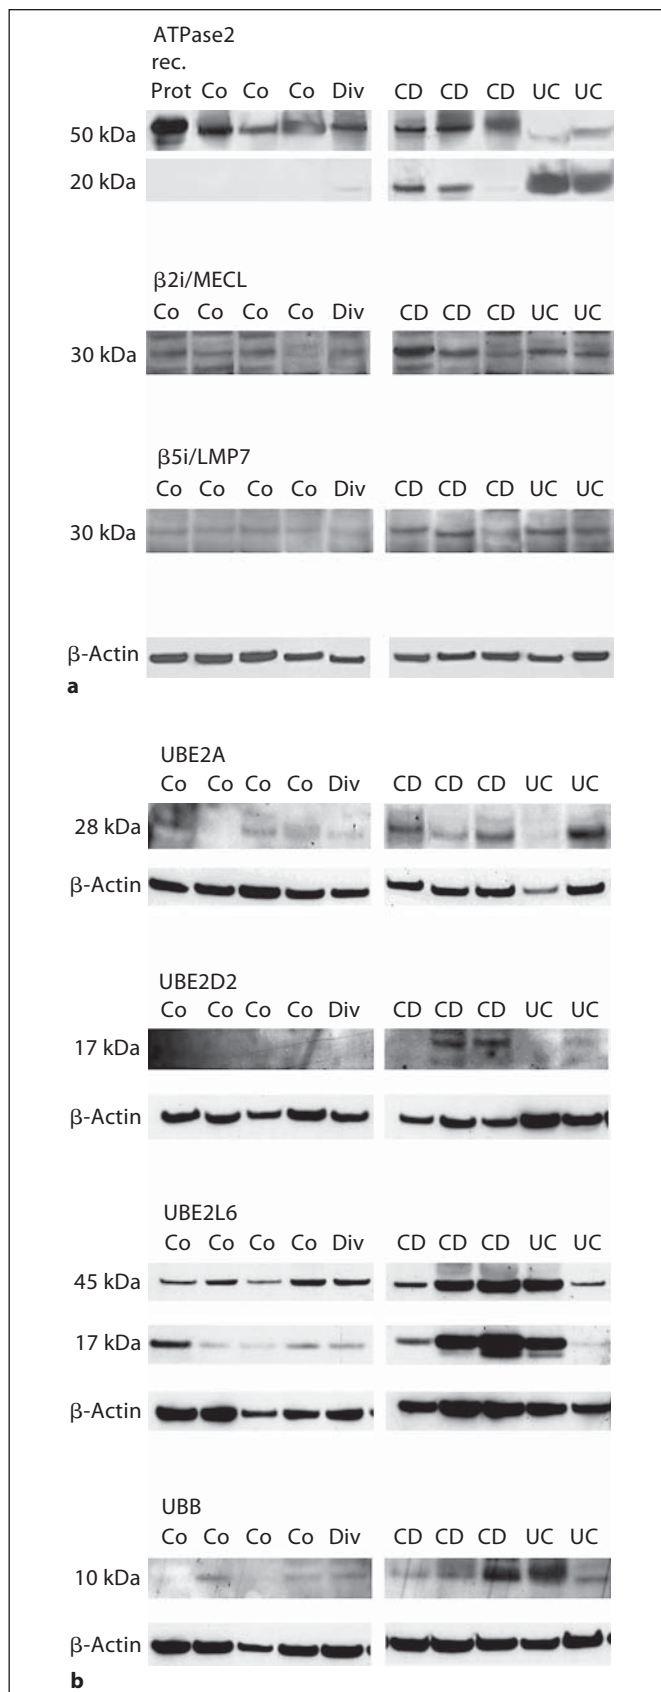 ATPase2
rec.
Prot Co Co Co Div CD CD CD UC UC
50 kDa
20 kDa
β2i/MECL
Co Co Co Co Div CD CD CD UC UC
30 kDa
β5i/LMP7
Co Co Co Co Div CD CD CD UC UC
30 kDa
β-Actin
a
UBE2A
Co Co Co Co Div CD CD CD UC UC
28 kDa
β-Actin
UBE2D2
Co Co Co Co Div CD CD CD UC UC
17 kDa
β-Actin
UBE2L6
Co Co Co Co Div CD CD CD UC UC
45 kDa
17 kDa
β-Actin
UBB
Co Co Co Co Div CD CD CD UC UC
10 kDa
β-Actin
b